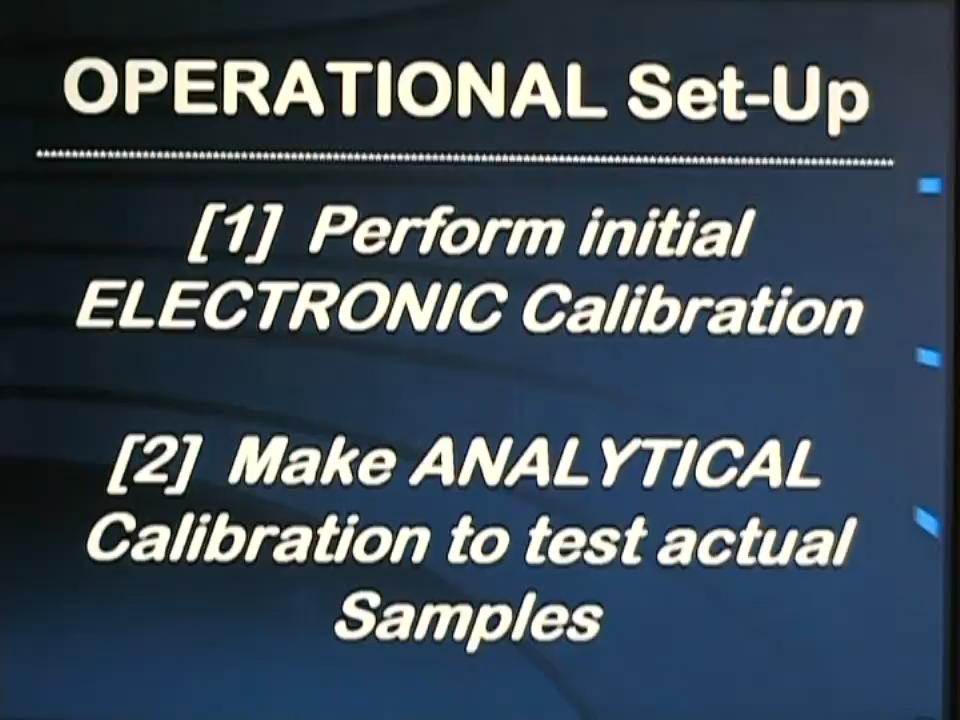 OPERATIONAL Set-Up
[1] Perform initial
ELECTRONIC Calibration
[2] Make ANALYTICAL
Calibration to test actual
Samples